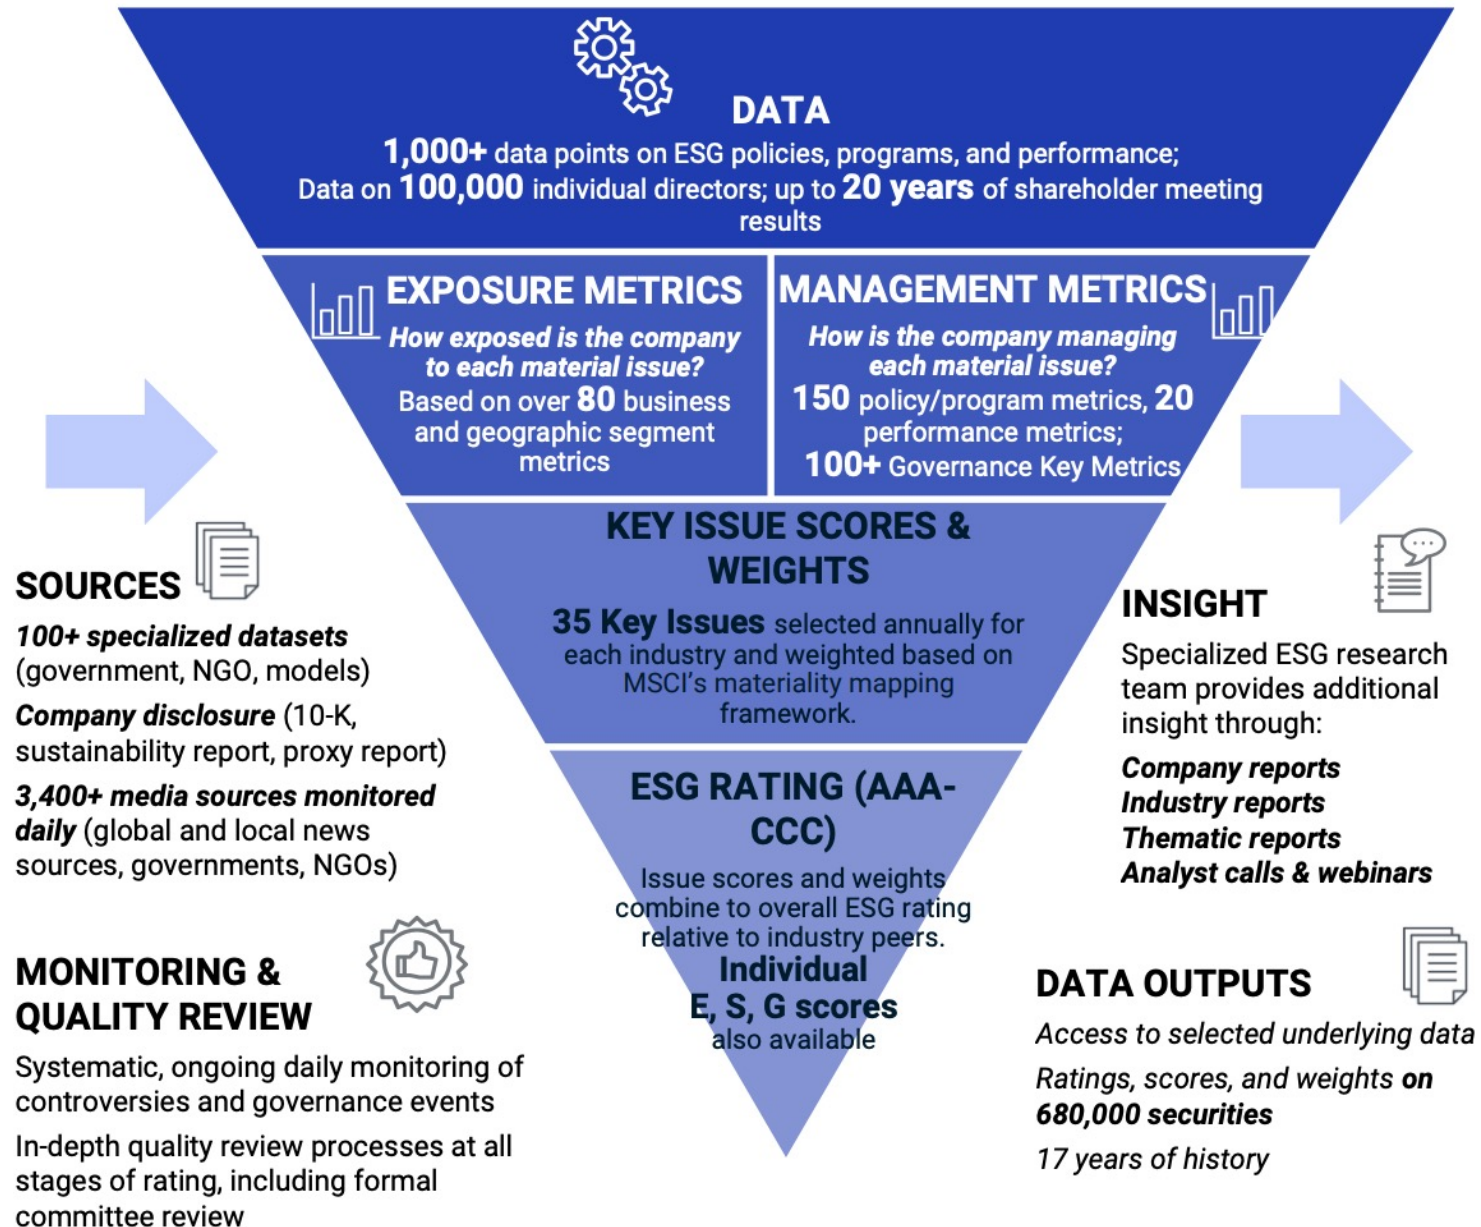 DATA
1,000+ data points on ESG policies, programs, and performance;
Data on 100,000 individual directors; up to 20 years of shareholder meeting
results
EXPOSURE METRICS
How exposed is the company
to each material issue?
Based on over 80 business
and geographic segment
metrics
MANAGEMENT METRICS
How is the company managing
each material issue?
150 policy/program metrics, 20
performance metrics;
100+ Governance Key Metrics
KEY ISSUE SCORES &
WEIGHTS
35 Key Issues selected annually for
each industry and weighted based on
MSCI's materiality mapping
framework.
ESG RATING (AAA-
CCC)
Issue scores and weights
combine to overall ESG rating
relative to industry peers.
Individual
E, S, G scores
also available
SOURCES
100+ specialized datasets
(government, NGO, models)
Company disclosure (10-K,
sustainability report, proxy report)
3,400+ media sources monitored
daily (global and local news
sources, governments, NGOs)
MONITORING &
QUALITY REVIEW
Systematic, ongoing daily monitoring of
controversies and governance events
In-depth quality review processes at all
stages of rating, including formal
committee review
INSIGHT
Specialized ESG research
team provides additional
insight through:
Company reports
Industry reports
Thematic reports
Analyst calls & webinars
DATA OUTPUTS
Access to selected underlying data
Ratings, scores, and weights on
680,000 securities
17 years of history